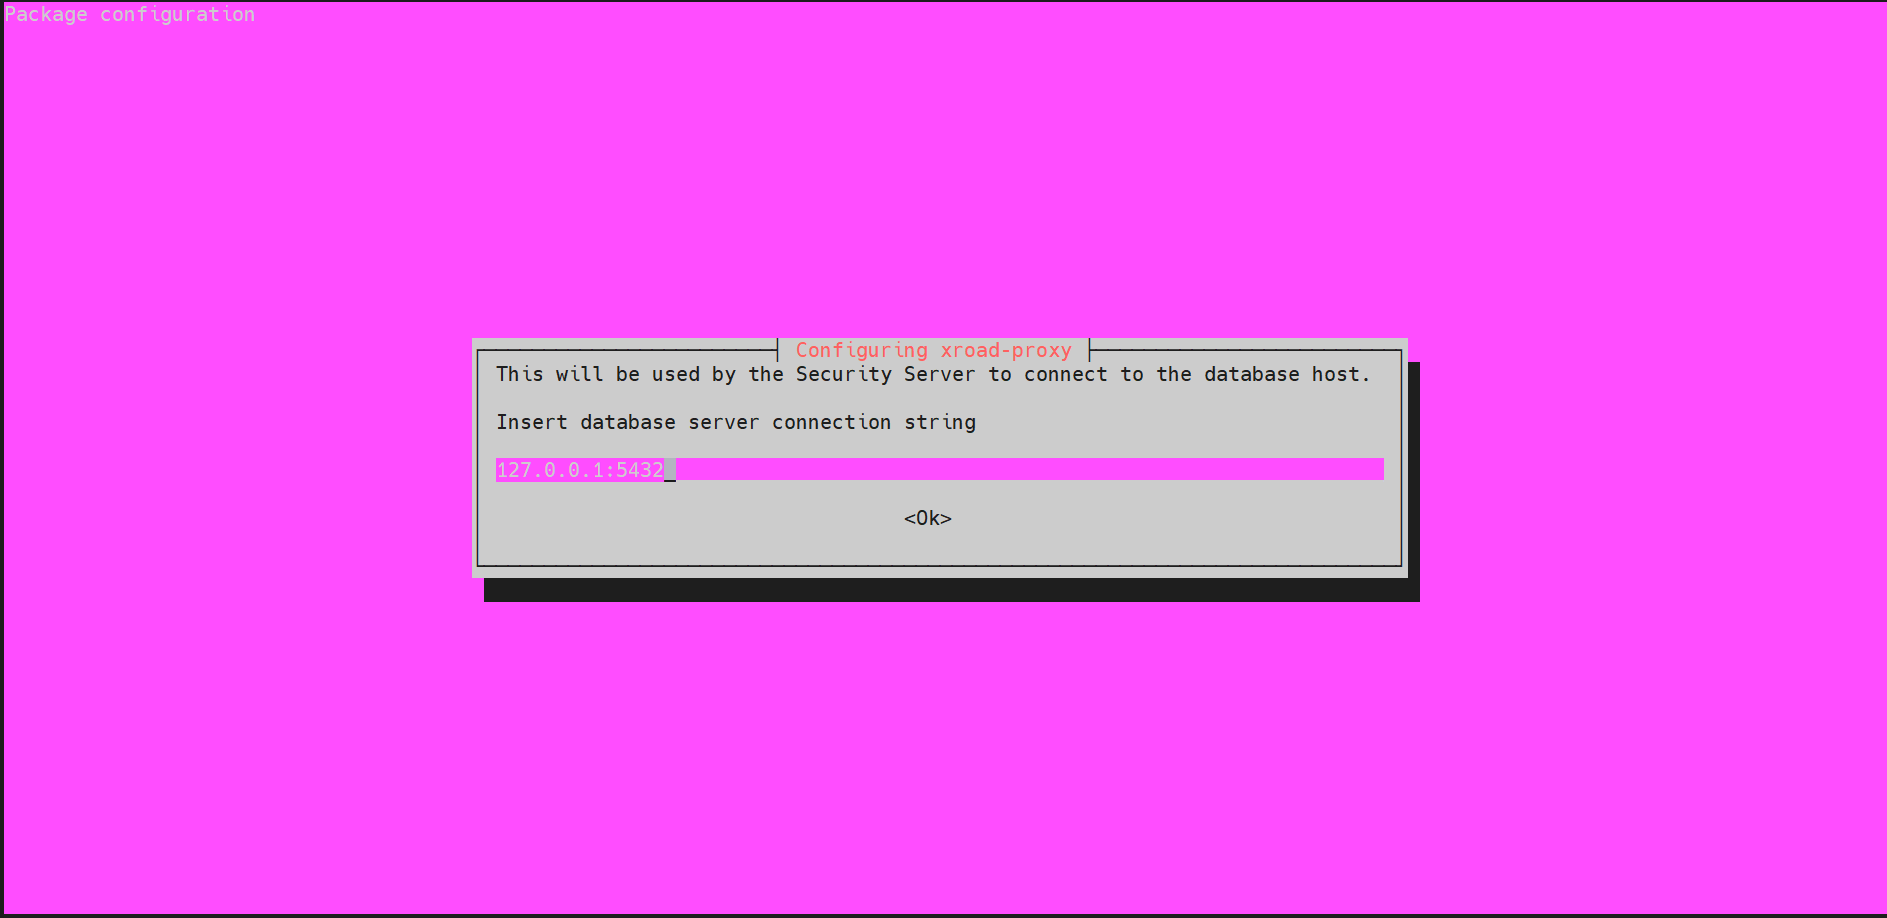 Package configuration
Configuring xroad-proxy
This will be used by the Security Server to connect to the database host.
Insert database server connection string
127.0.0.1:5432
<Ok>